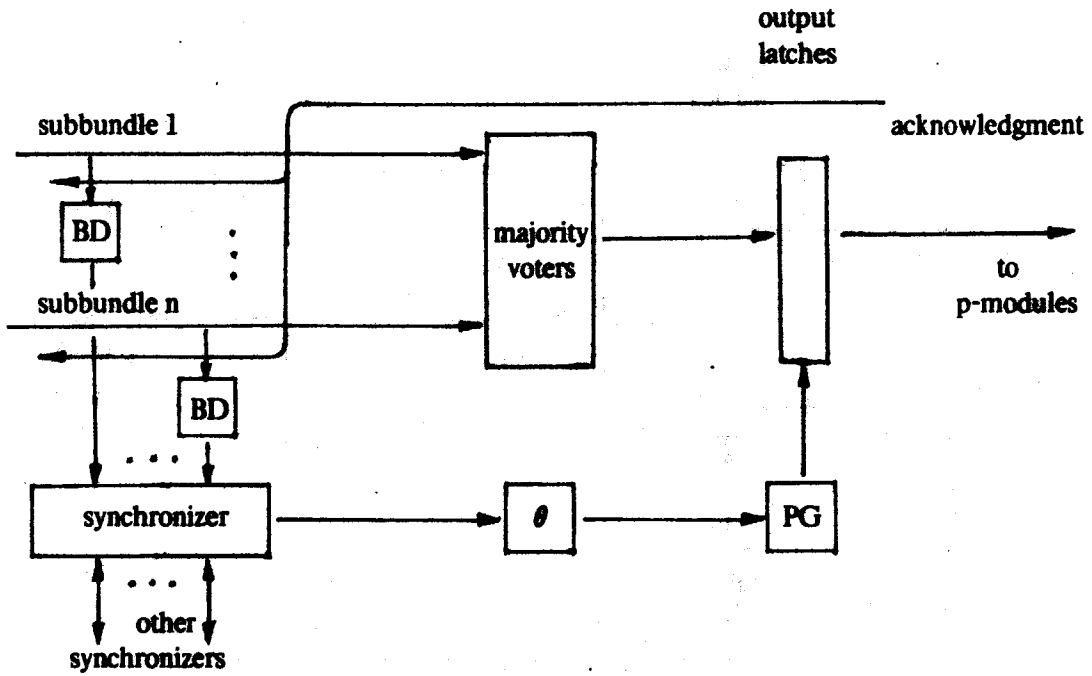 output
latches
acknowledgment
subbundle 1
BD
majority
voters
to
p-modules
subbundle n
BD
synchronizer
θ
PG
other
synchronizers